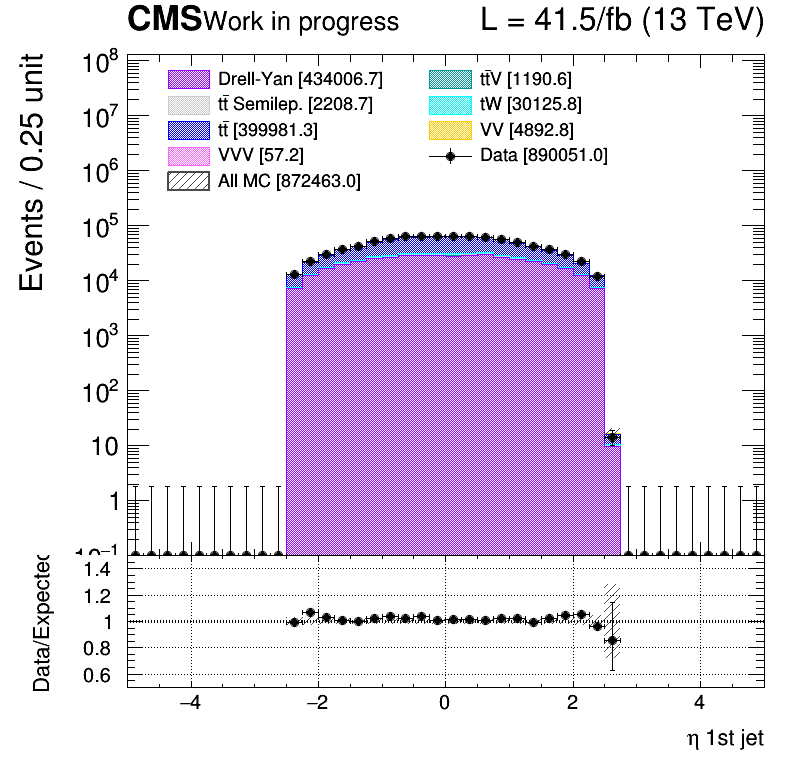 CMS Work in progress L = 41.5/fb (13 TeV)
Events / 0.25 unit
10⁸
10⁷
10⁶
10⁵
10⁴
10³
10²
10
1
10⁻¹
Drell-Yan [434006.7]
tt̄ Semilep. [2208.7]
tt̄ [399981.3]
VVV [57.2]
All MC [872463.0]
tt̄V [1190.6]
tW [30125.8]
VV [4892.8]
Data [890051.0]
Data/Expected
1.4
1.2
1
0.8
0.6
−4 −2 0 2 4
η 1st jet